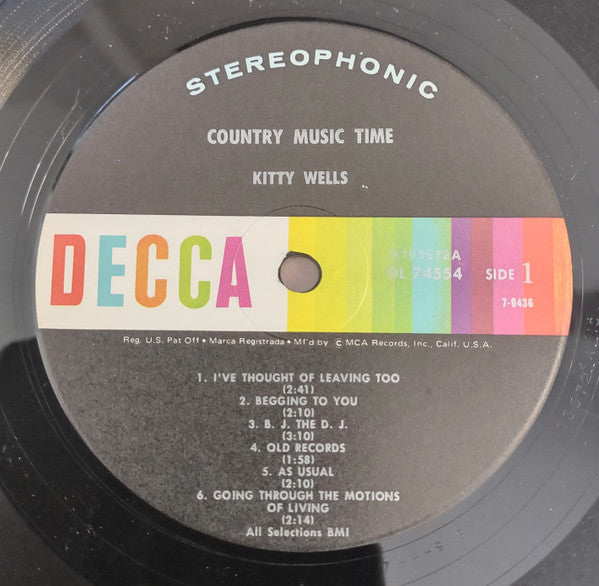 STEREOPHONIC
COUNTRY MUSIC TIME
KITTY WELLS
DECCA
DL 74554 SIDE 1
7-9436
Reg. U.S. Pat Off • Marca Registrada • Mf'd by C MCA Records, Inc., Calif. U.S.A.
1. I'VE THOUGHT OF LEAVING TOO
(2:41)
2. BEGGING TO YOU
(2:10)
3. B. J. THE D. J.
(3:10)
4. OLD RECORDS
(1:58)
5. AS USUAL
(2:10)
6. GOING THROUGH THE MOTIONS
OF LIVING
(2:14)
All Selections BMI